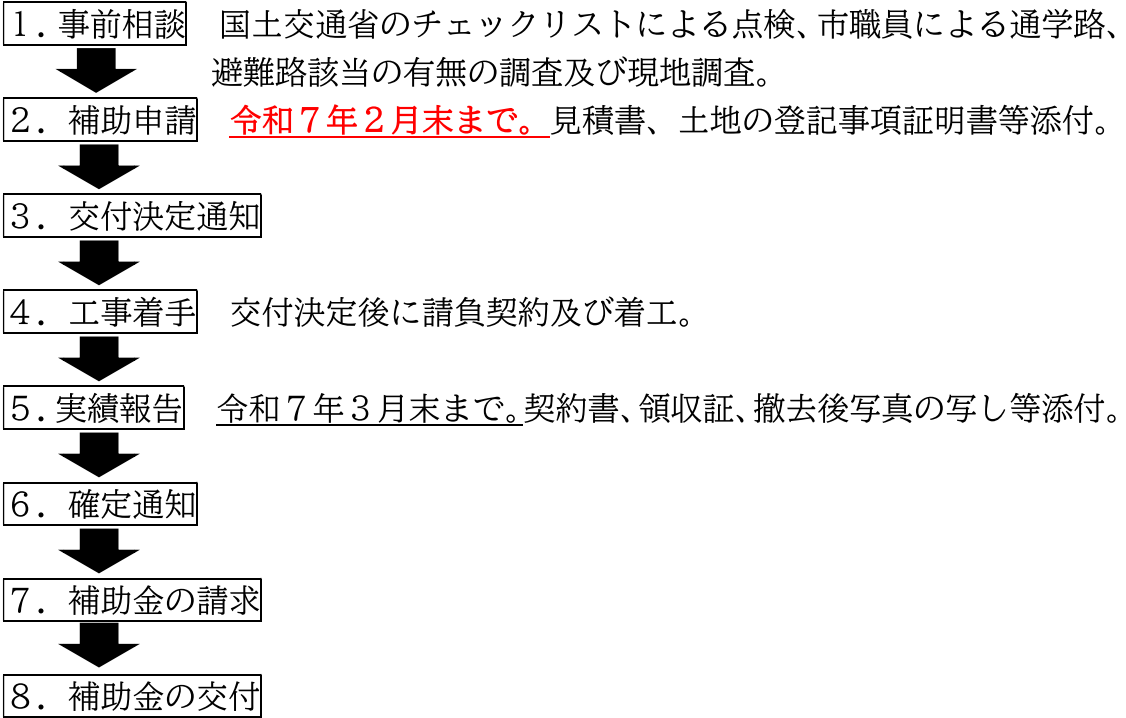 １．事前相談　国土交通省のチェックリストによる点検、市職員による通学路、
避難路該当の有無の調査及び現地調査。
２．補助申請　令和７年２月末まで。見積書、土地の登記事項証明書等添付。
３．交付決定通知
４．工事着手　交付決定後に請負契約及び着工。
５．実績報告　令和７年３月末まで。契約書、領収証、撤去後写真の写し等添付。
６．確定通知
７．補助金の請求
８．補助金の交付